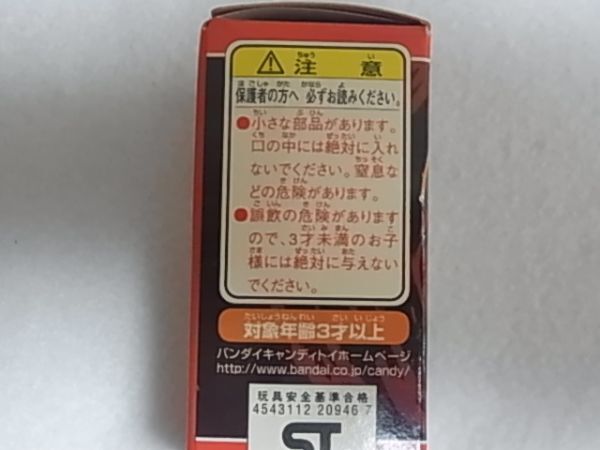 注意
保護者の方へ 必ずお読みください。
●小さな部品があります。
口の中には絶対に入れ
ないでください。窒息な
どの危険があります。
●誤飲の危険があります
ので、3才未満のお子
様には絶対に与えない
でください。
対象年齢3才以上
バンダイキャンディトイホームページ
http://www.bandai.co.jp/candy/
玩具安全基準合格
4543112 20946 7
ST